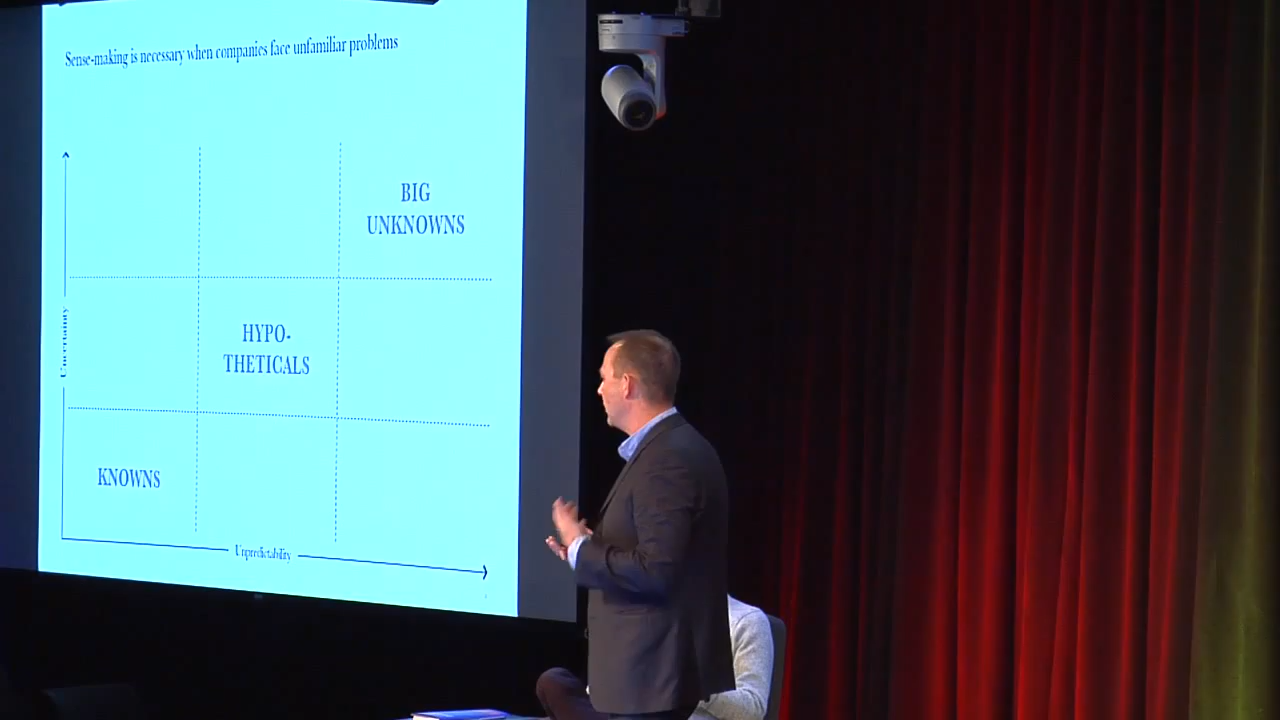 Sense-making is necessary when companies face unfamiliar problems
BIG
UNKNOWNS
Uncertainty
HYPO-
THETICALS
KNOWNS
Unpredictability